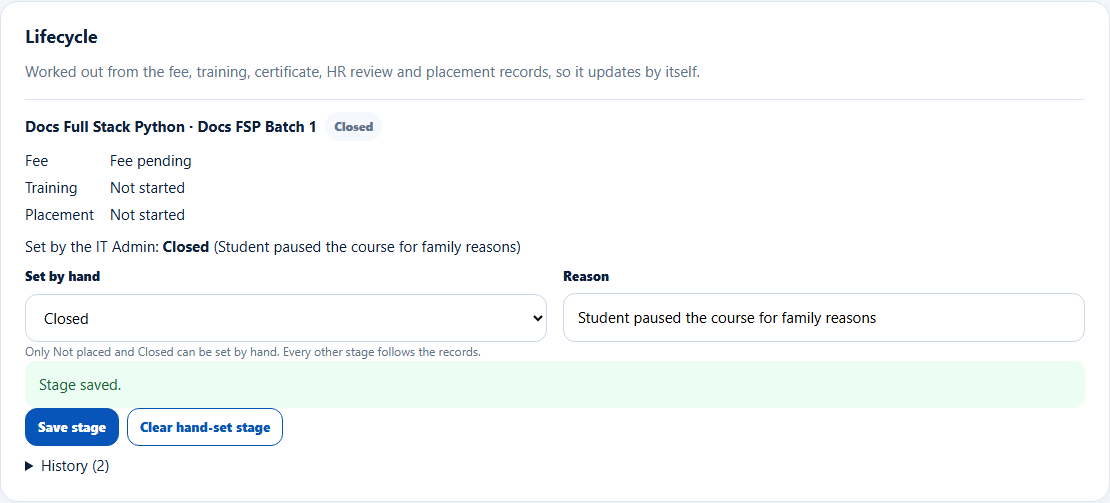 Lifecycle
Worked out from the fee, training, certificate, HR review and placement records, so it updates by itself.
Docs Full Stack Python · Docs FSP Batch 1 Closed
Fee Fee pending
Training Not started
Placement Not started
Set by the IT Admin: Closed (Student paused the course for family reasons)
Set by hand Reason
Closed Student paused the course for family reasons
Only Not placed and Closed can be set by hand. Every other stage follows the records.
Stage saved.
Save stage Clear hand-set stage
History (2)